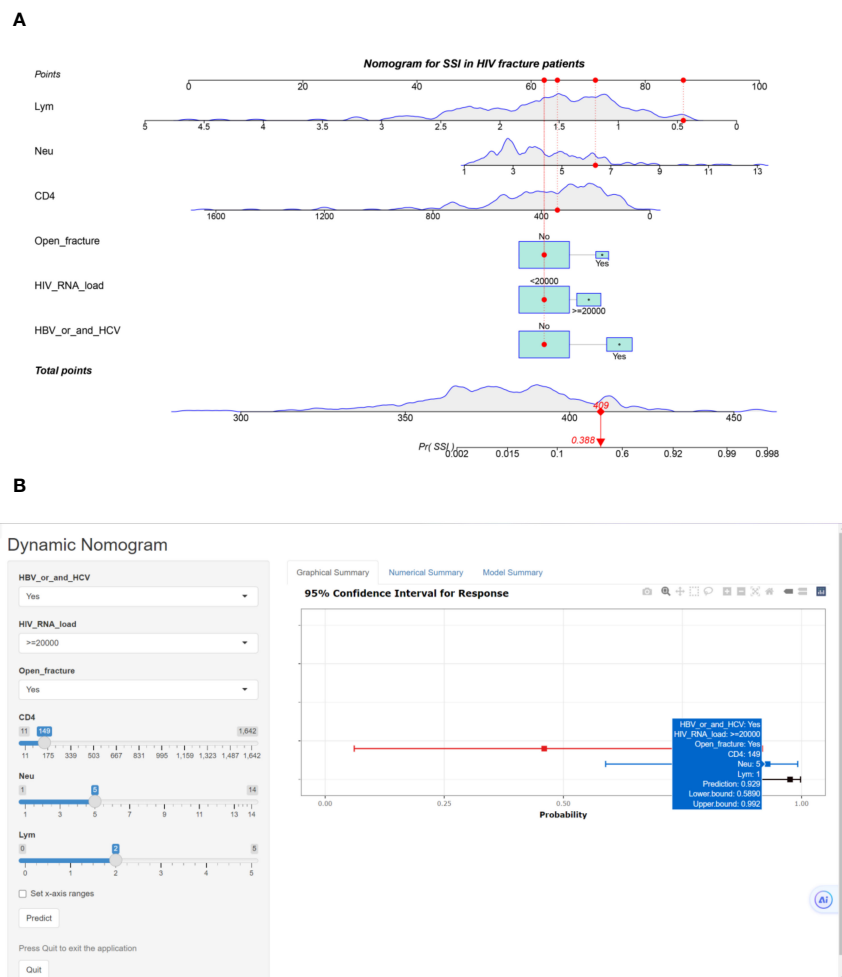 A
Nomogram for SSI in HIV fracture patients
Points
0 20 40 60 80 100
Lym
5 4.5 4 3.5 3 2.5 2 1.5 1 0.5 0
Neu
1 3 5 7 9 11 13
CD4
1600 1200 800 400 0
Open_fracture
No
Yes
HIV_RNA_load
<20000
>=20000
HBV_or_and_HCV
No
Yes
Total points
409
300 350 400 450
0.388
Pr( SSI )
0.002 0.015 0.1 0.6 0.92 0.99 0.998
B
Dynamic Nomogram
HBV_or_and_HCV
Yes
HIV_RNA_load
>=20000
Open_fracture
Yes
CD4
11 149 1,642
11 175 339 503 667 831 995 1,159 1,323 1,487 1,642
Neu
1 5 14
1 3 5 7 9 11 13 14
Lym
0 2 5
0 1 2 3 4 5
Set x-axis ranges
Predict
Press Quit to exit the application
Quit
Graphical Summary Numerical Summary Model Summary
95% Confidence Interval for Response
HBV_or_and_HCV: Yes
HIV_RNA_load: >=20000
Open_fracture: Yes
CD4: 149
Neu: 5
Lym: 1
Prediction: 0.929
Lower.bound: 0.5890
Upper.bound: 0.992
0.00 0.25 0.50 1.00
Probability
Ai